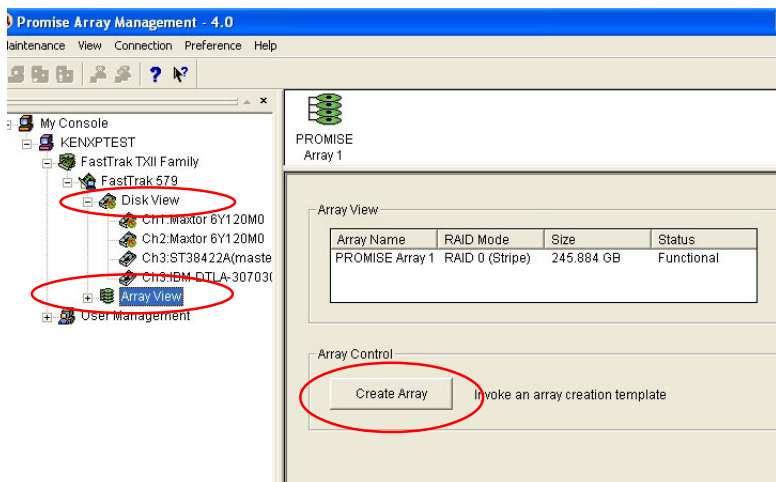 Promise Array Management - 4.0
Maintenance View Connection Preference Help
My Console
KENXPTEST
FastTrak TXII Family
FastTrak 579
Disk View
Ch1:Maxtor 6Y120M0
Ch2:Maxtor 6Y120M0
Ch3:ST38422A(maste
Ch3:IBM-DTLA-30703(
Array View
User Management
PROMISE
Array 1
Array View
Array Name RAID Mode Size Status
PROMISE Array 1 RAID 0 (Stripe) 245.884 GB Functional
Array Control
Create Array Invoke an array creation template